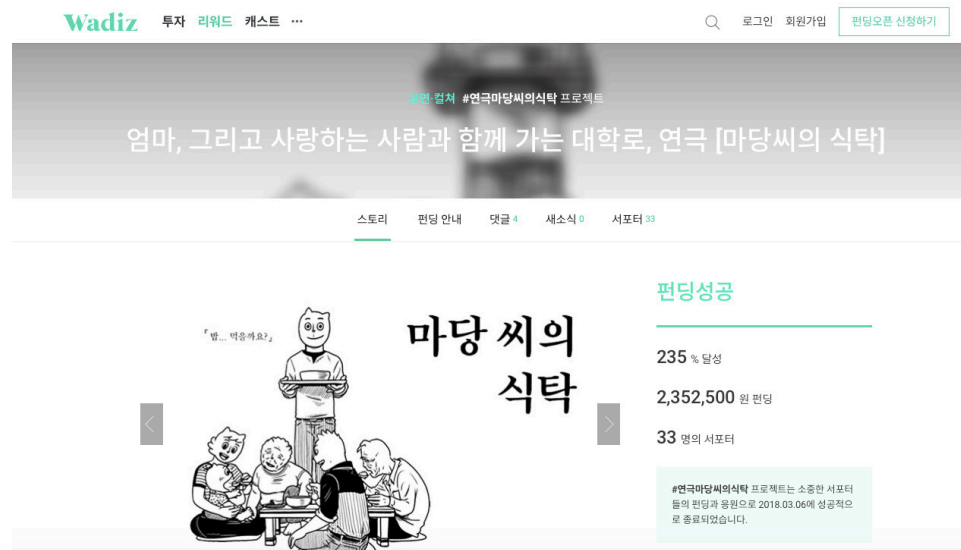 Wadiz 투자 리워드 캐스트 ··· 로그인 회원가입 펀딩오픈 신청하기
공연·컬쳐 #연극마당씨의식탁 프로젝트
엄마, 그리고 사랑하는 사람과 함께 가는 대학로, 연극 [마당씨의 식탁]
스토리 펀딩 안내 댓글 4 새소식 0 서포터 33
『밥... 먹을까요?』
마당 씨의
식탁
펀딩성공
235 % 달성
2,352,500 원 펀딩
33 명의 서포터
#연극마당씨의식탁 프로젝트는 소중한 서포터
들의 펀딩과 응원으로 2018.03.06에 성공적으
로 종료되었습니다.